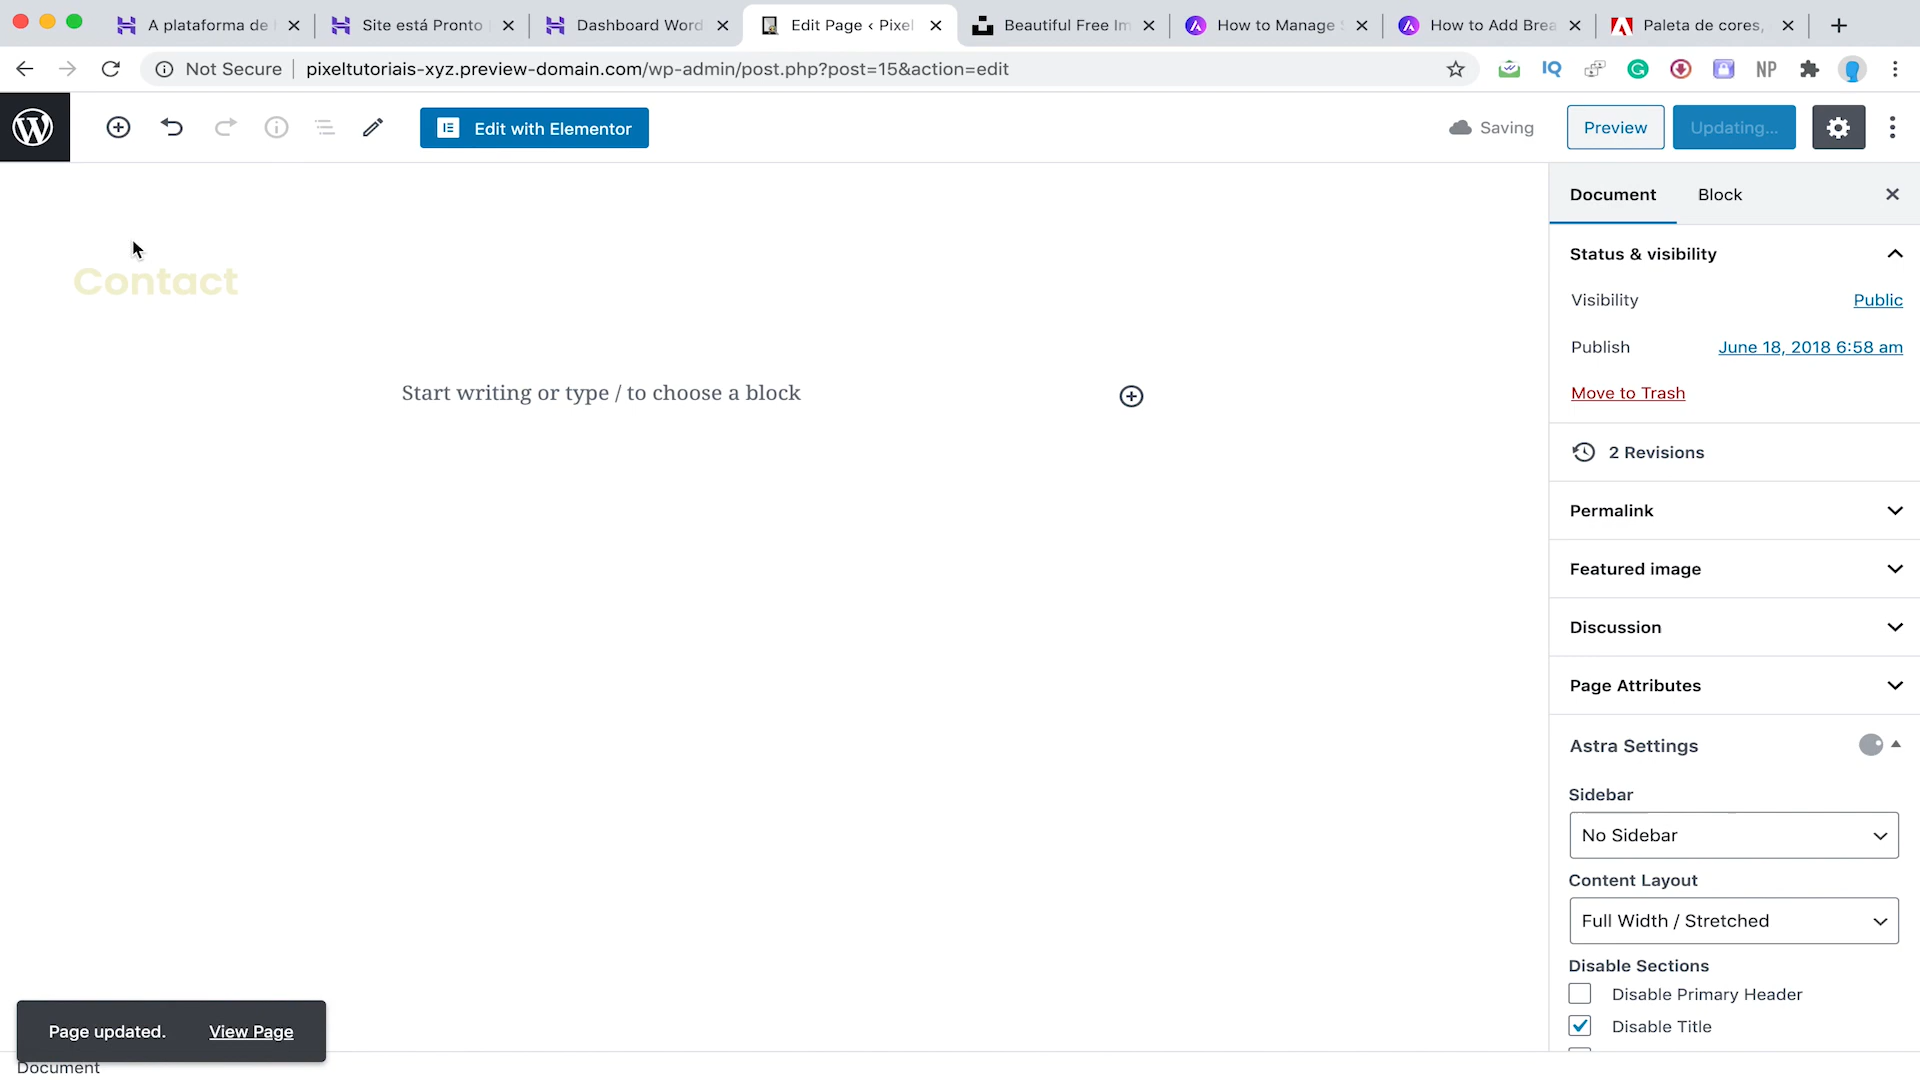 A plataforma de
Site está Pronto
Dashboard Word
Edit Page ‹ Pixel
Beautiful Free Im
How to Manage S
How to Add Brea
Paleta de cores,
Not Secure
pixeltutoriais-xyz.preview-domain.com/wp-admin/post.php?post=15&action=edit
IQ
NP
Edit with Elementor
Saving
Preview
Updating...
Document
Block
Status & visibility
Contact
Visibility
Public
Publish
June 18, 2018 6:58 am
Start writing or type / to choose a block
Move to Trash
2 Revisions
Permalink
Featured image
Discussion
Page Attributes
Astra Settings
Sidebar
No Sidebar
Content Layout
Full Width / Stretched
Disable Sections
Disable Primary Header
Disable Title
Page updated.
View Page
Document